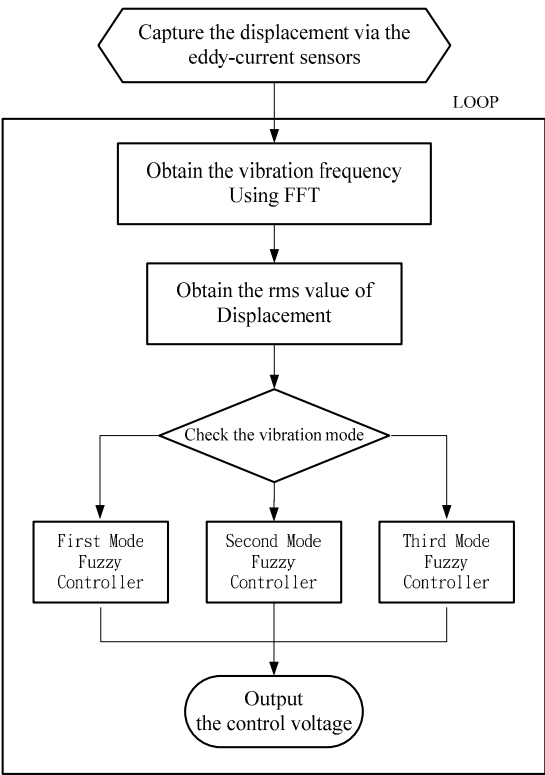 Capture the displacement via the
eddy-current sensors
LOOP
Obtain the vibration frequency
Using FFT
Obtain the rms value of
Displacement
Check the vibration mode
First Mode
Fuzzy
Controller
Second Mode
Fuzzy
Controller
Third Mode
Fuzzy
Controller
Output
the control voltage